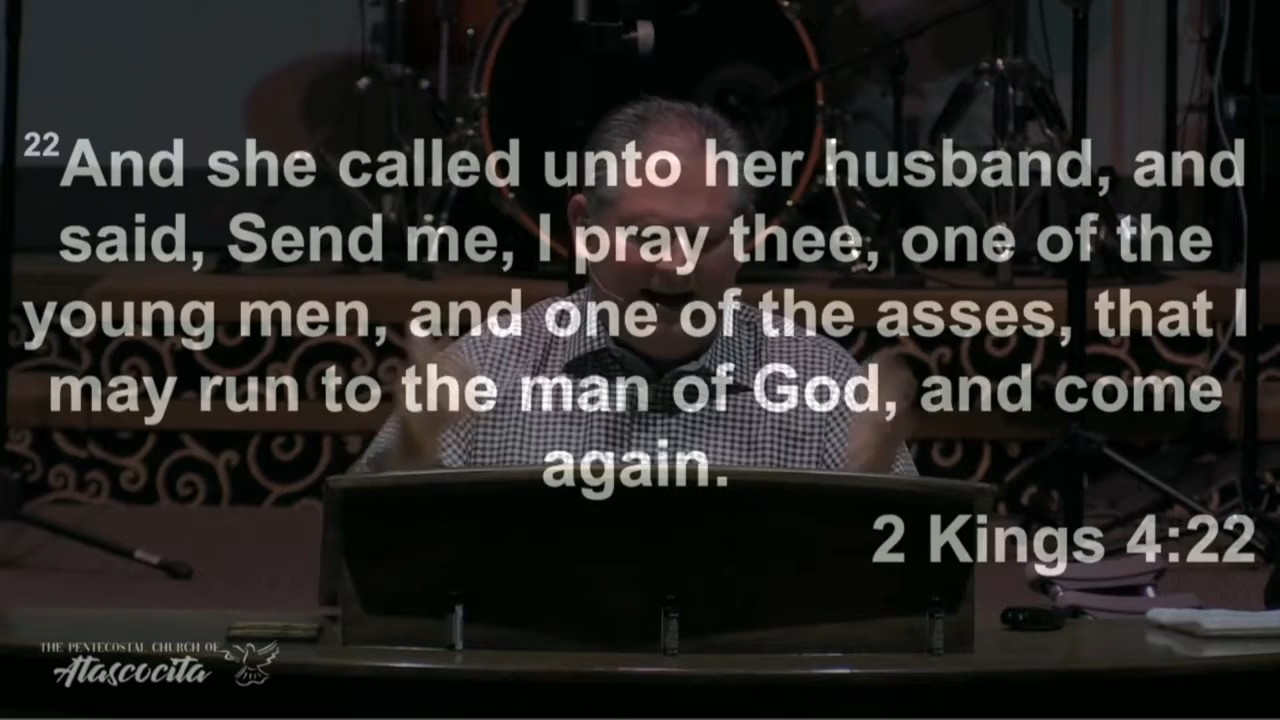 22And she called unto her husband, and
said, Send me, I pray thee, one of the
young men, and one of the asses, that I
may run to the man of God, and come
again.
2 Kings 4:22
THE PENTECOSTAL CHURCH OF
Atascocita